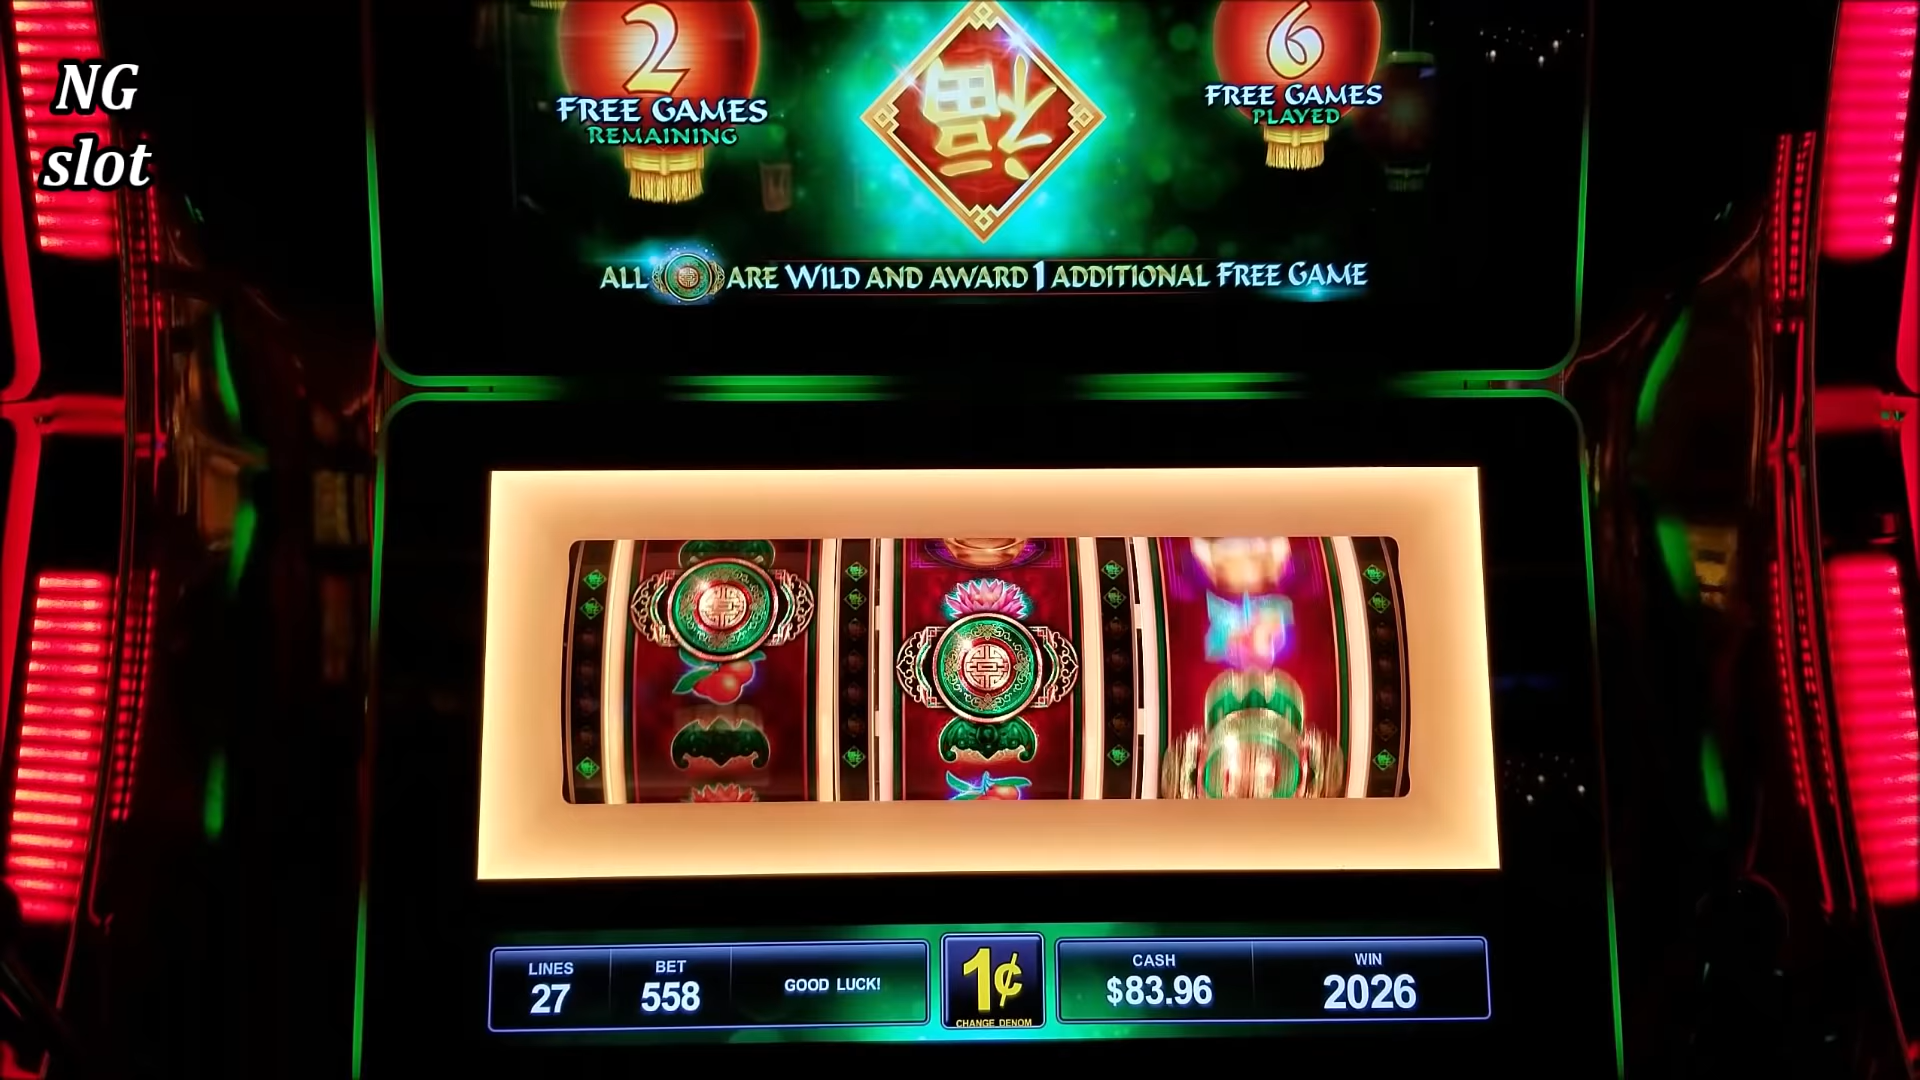 NG
slot
2
FREE GAMES
REMAINING
福
6
FREE GAMES
PLAYED
ALL ARE WILD AND AWARD 1 ADDITIONAL FREE GAME
LINES
27
BET
558
GOOD LUCK!
1¢
CHANGE DENOM
CASH
$83.96
WIN
2026